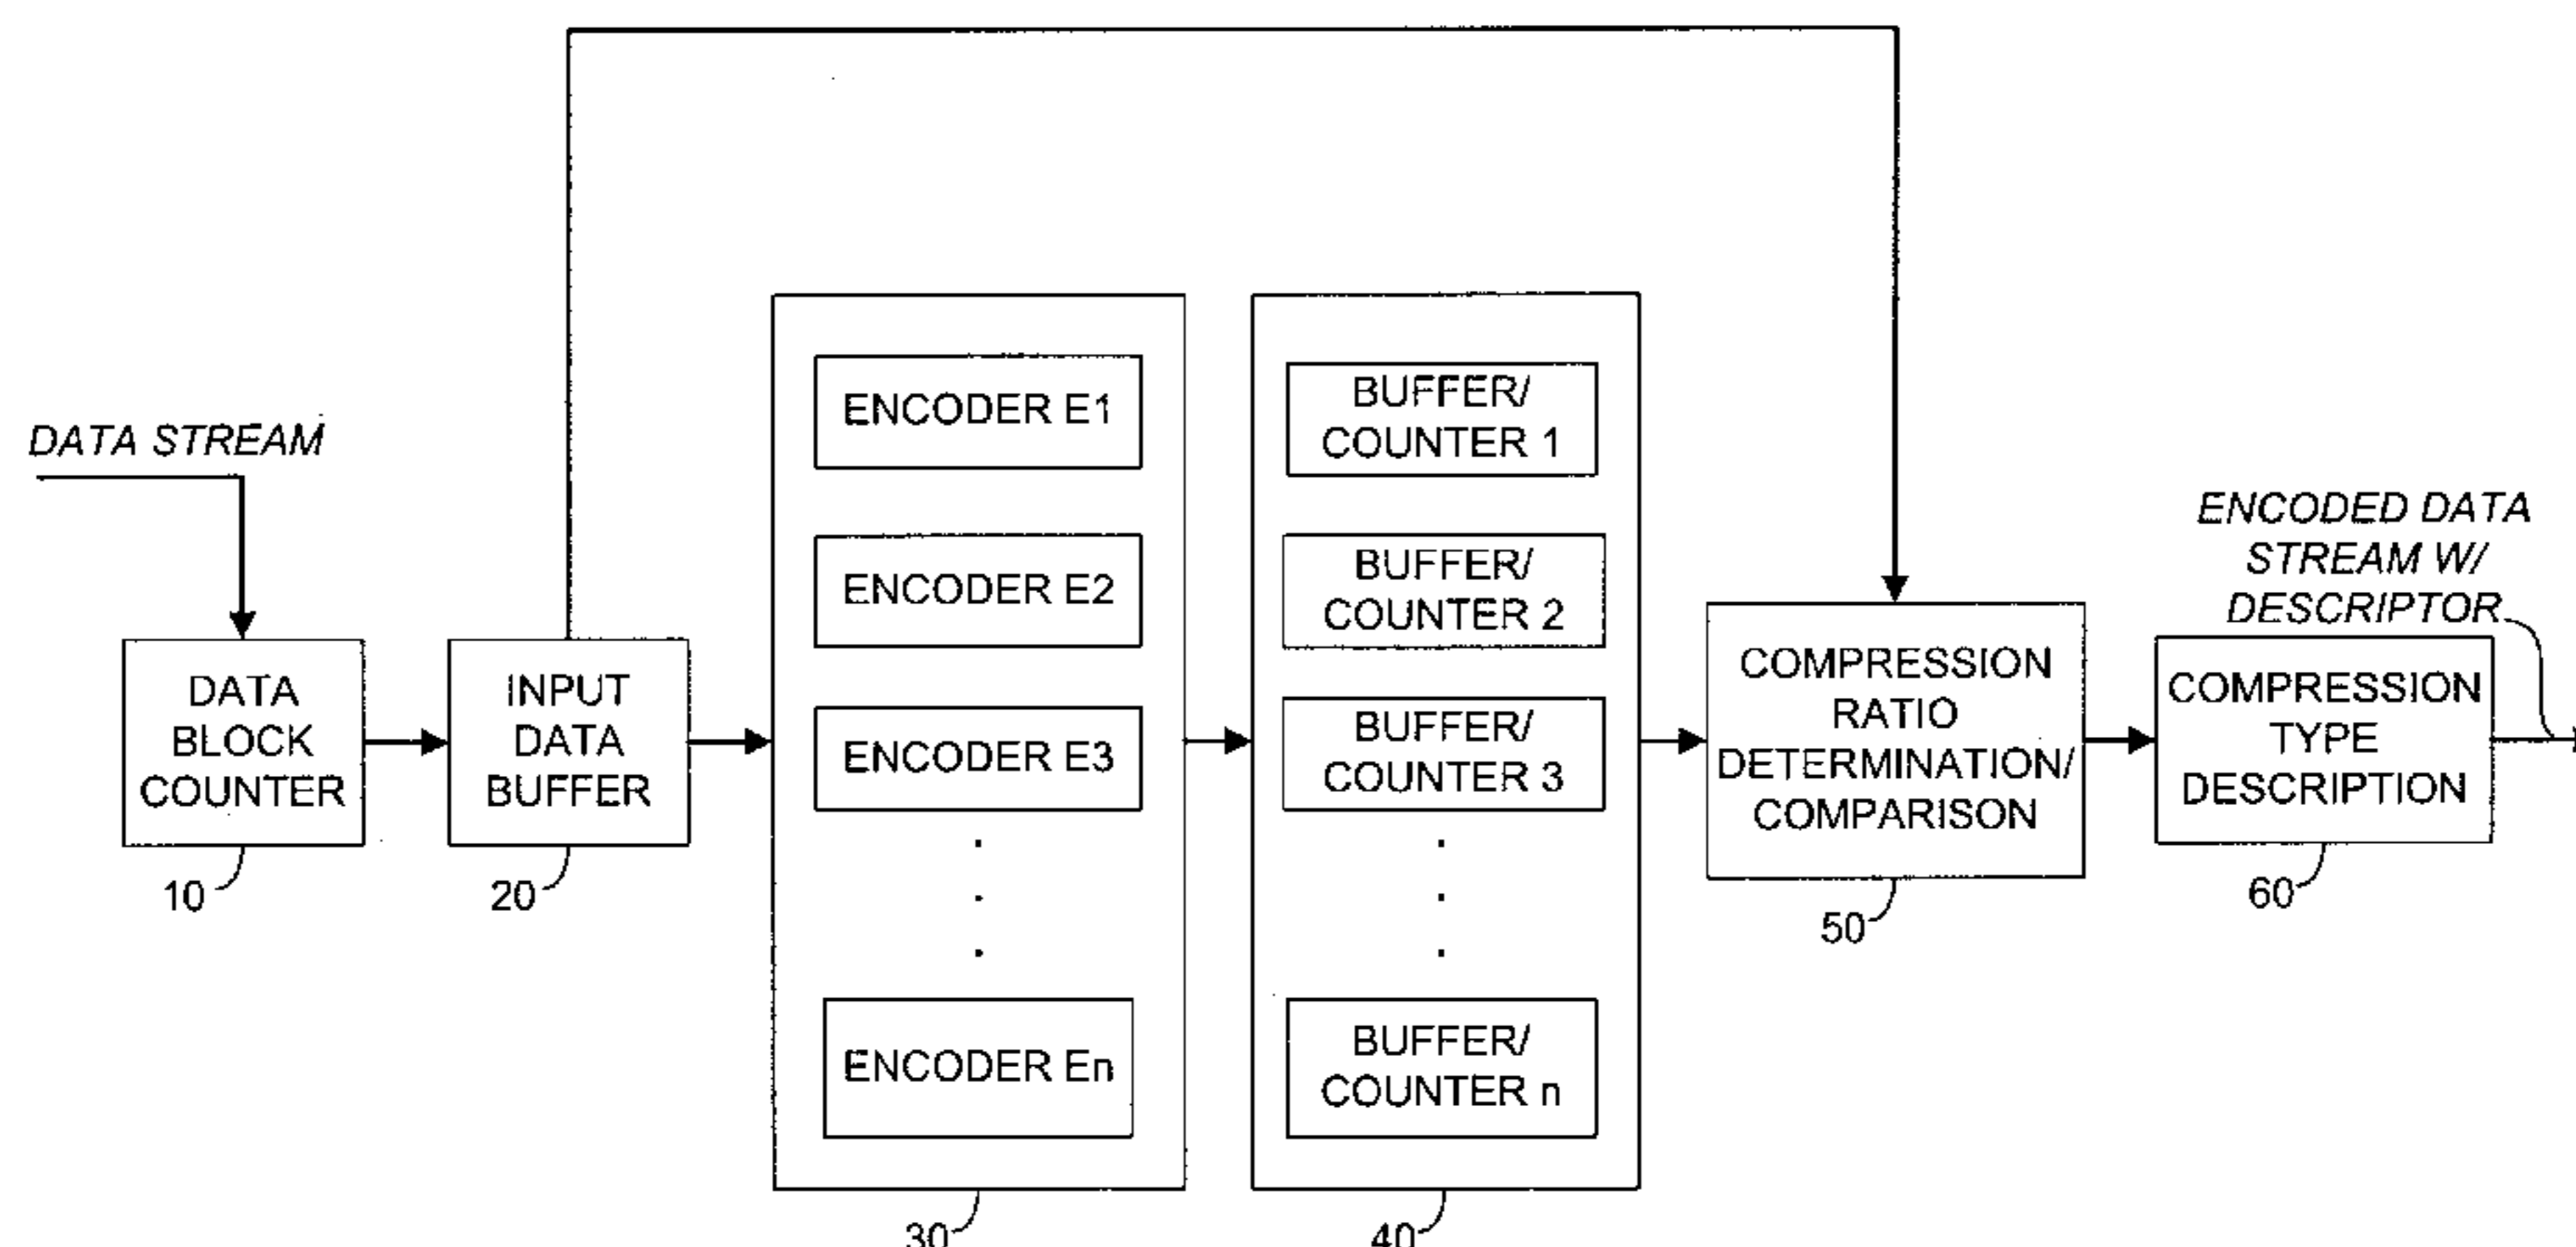 DATA STREAM
DATA
BLOCK
COUNTER
10
INPUT
DATA
BUFFER
20
ENCODER E1
ENCODER E2
ENCODER E3
.
.
.
ENCODER En
30
BUFFER/
COUNTER 1
BUFFER/
COUNTER 2
BUFFER/
COUNTER 3
.
.
.
BUFFER/
COUNTER n
40
COMPRESSION
RATIO
DETERMINATION/
COMPARISON
50
ENCODED DATA
STREAM W/
DESCRIPTOR
COMPRESSION
TYPE
DESCRIPTION
60